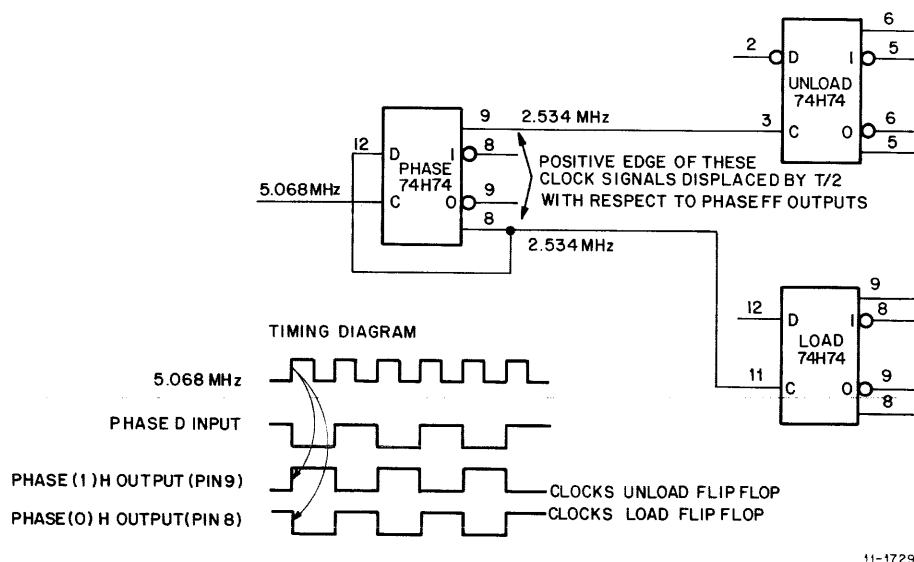 6
2
D
1
5
UNLOAD
74H74
3
C
0
6
5
9
2.534 MHz
12
D
1
8
PHASE
74H74
5.068MHz
C
0
9
8
POSITIVE EDGE OF THESE
CLOCK SIGNALS DISPLACED BY T/2
WITH RESPECT TO PHASE FF OUTPUTS
2.534 MHz
9
12
D
1
8
LOAD
74H74
11
C
0
9
8
TIMING DIAGRAM
5.068 MHz
PHASE D INPUT
PHASE (1) H OUTPUT (PIN 9)
CLOCKS UNLOAD FLIP FLOP
PHASE (0) H OUTPUT (PIN 8)
CLOCKS LOAD FLIP FLOP
11-1729